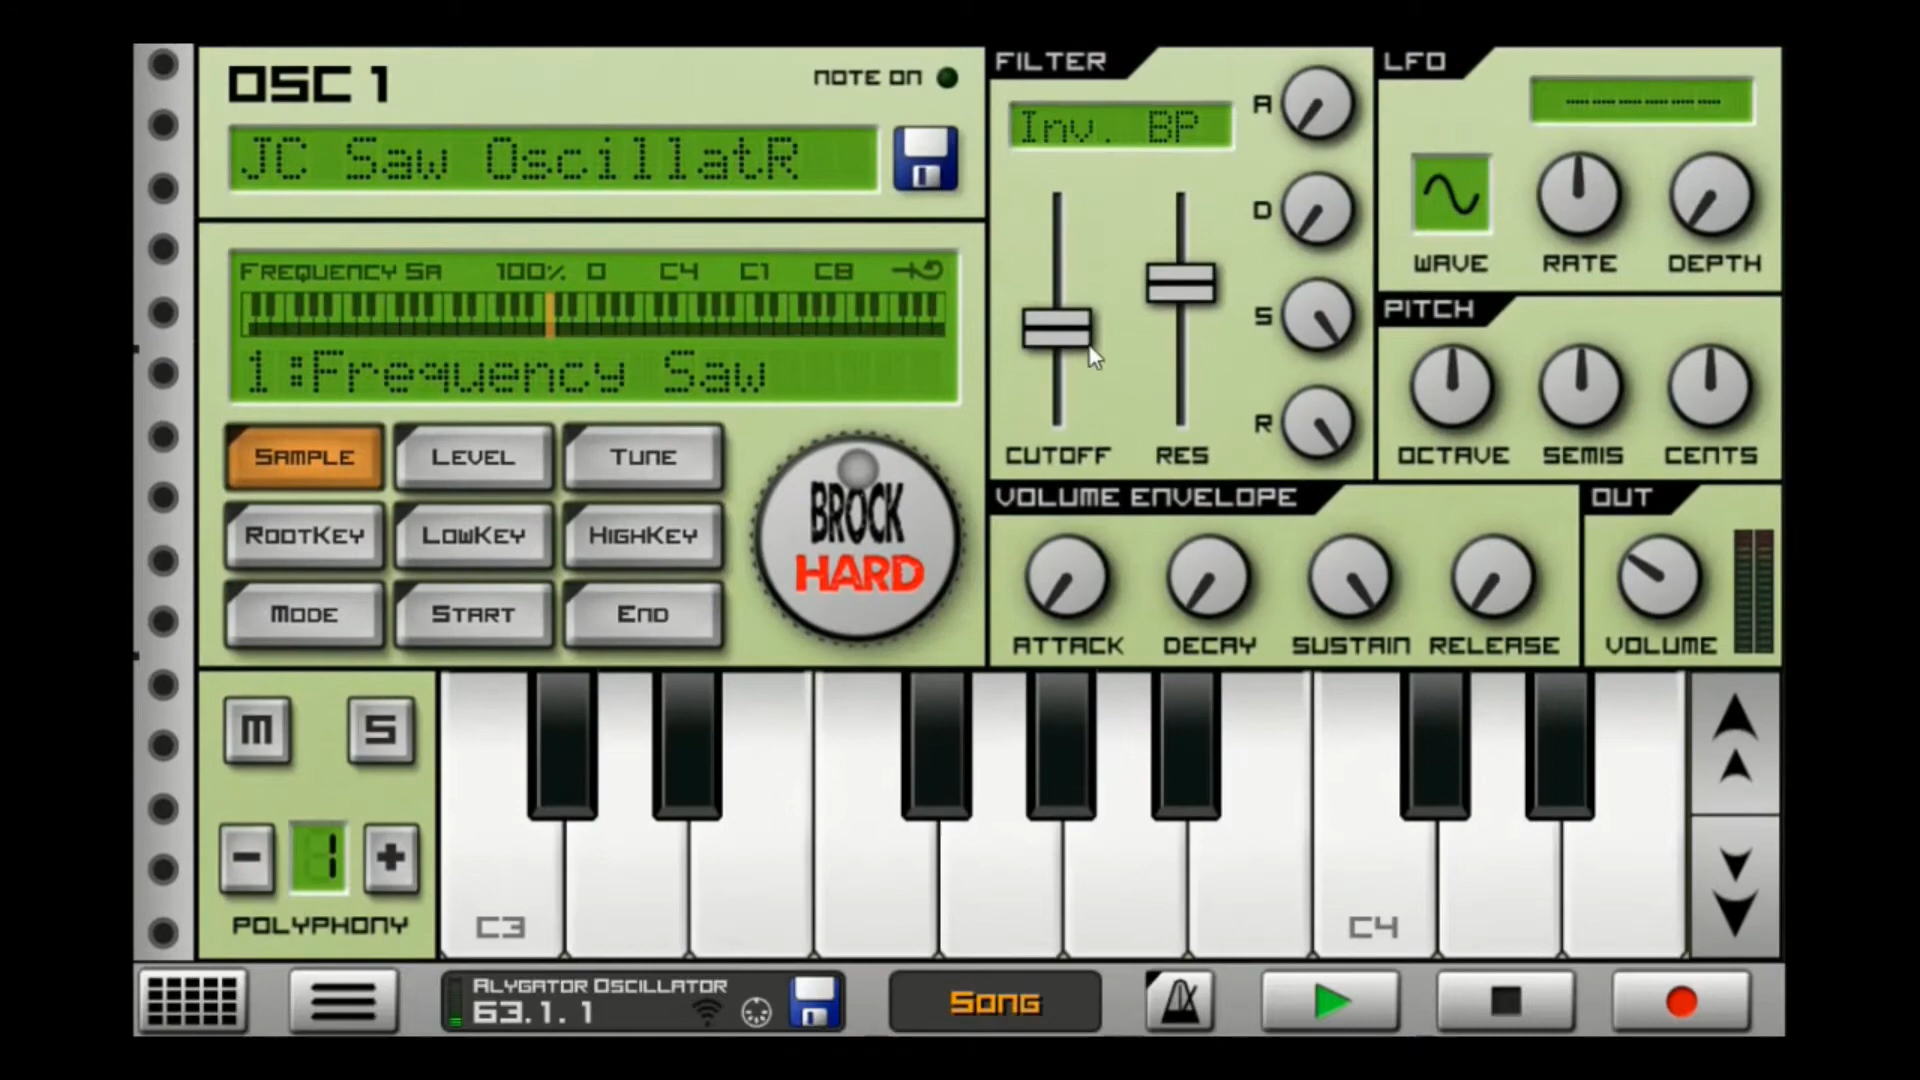 OSC 1
NOTE ON
JC Saw OscillatR
FREQUENCY SA 100% 0 C4 C1 C8
1:Frequency Saw
SAMPLE LEVEL TUNE
ROOTKEY LOWKEY HIGHKEY
MODE START END
BROCK
HARD
FILTER
Inv. BP
A
D
S
R
CUTOFF RES
LFO
------
WAVE RATE DEPTH
PITCH
OCTAVE SEMIS CENTS
VOLUME ENVELOPE
ATTACK DECAY SUSTAIN RELEASE
OUT
VOLUME
M S
- 1 +
POLYPHONY
C3 C4
ALYGATOR OSCILLATOR
63. 1. 1
SONG